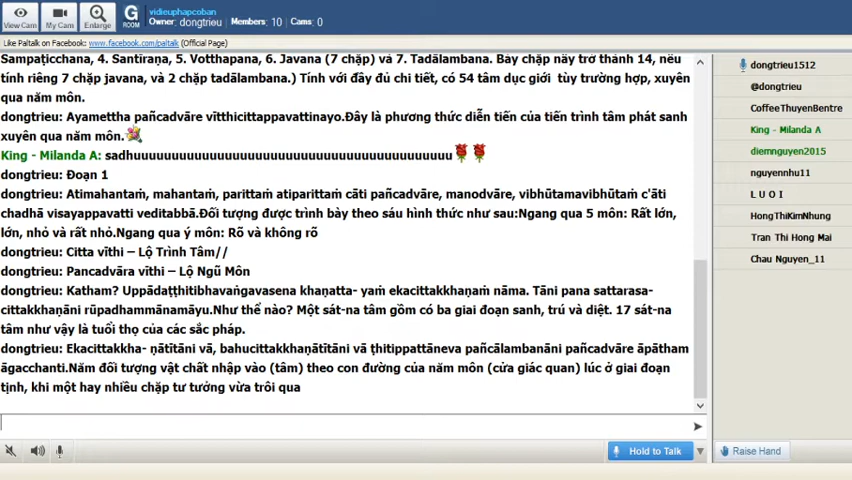 vidieuphapcoban
Owner: dongtrieu Members: 10 Cams: 0
View Cam My Cam Enlarge G ROOM
Like Paltalk on Facebook: www.facebook.com/paltalk (Official Page)
Sampaṭicchana, 4. Santīraṇa, 5. Votthapana, 6. Javana (7 chặp) và 7. Tadālambana. Bảy chặp này trở thành 14, nếu
tính riêng 7 chặp javana, và 2 chặp tadālambana.) Tính với đầy đủ chi tiết, có 54 tâm dục giới tùy trường hợp, xuyên
qua năm môn.
dongtrieu: Ayamettha pañcadvāre vītthicittappavattinayo.Đây là phương thức diễn tiến của tiến trình tâm phát sanh
xuyên qua năm môn.
King - Milanda A: sadhuuuuuuuuuuuuuuuuuuuuuuuuuuuuuuuuuuuuuuuuuu
dongtrieu: Đoạn 1
dongtrieu: Atimahantaṁ, mahantaṁ, parittaṁ atiparittaṁ cāti pañcadvāre, manodvāre, vibhūtamavibhūtaṁ c'āti
chadhā visayappavatti veditabbā.Đối tượng được trình bày theo sáu hình thức như sau:Ngang qua 5 môn: Rất lớn,
lớn, nhỏ và rất nhỏ.Ngang qua ý môn: Rõ và không rõ
dongtrieu: Citta vīthi – Lộ Trình Tâm//
dongtrieu: Pancadvāra vīthi – Lộ Ngũ Môn
dongtrieu: Katham? Uppādaṭṭhitibhavaṅgavasena khaṇatta- yaṁ ekacittakkhaṇaṁ nāma. Tāni pana sattarasa-
cittakkhaṇāni rūpadhammānamāyu.Như thế nào? Một sát-na tâm gồm có ba giai đoạn sanh, trú và diệt. 17 sát-na
tâm như vậy là tuổi thọ của các sắc pháp.
dongtrieu: Ekacittakkha- ṇātītāni vā, bahucittakkhaṇātītāni vā ṭhitippattāneva pañcālambanāni pañcadvāre āpātham
āgacchanti.Năm đối tượng vật chất nhập vào (tâm) theo con đường của năm môn (cửa giác quan) lúc ở giai đoạn
tịnh, khi một hay nhiều chặp tư tưởng vừa trôi qua
dongtrieu1512
@dongtrieu
CoffeeThuyenBentre
King - Milanda A
diemnguyen2015
nguyennhu11
L U O I
HongThiKimNhung
Tran Thi Hong Mai
Chau Nguyen_11
Hold to Talk
Raise Hand